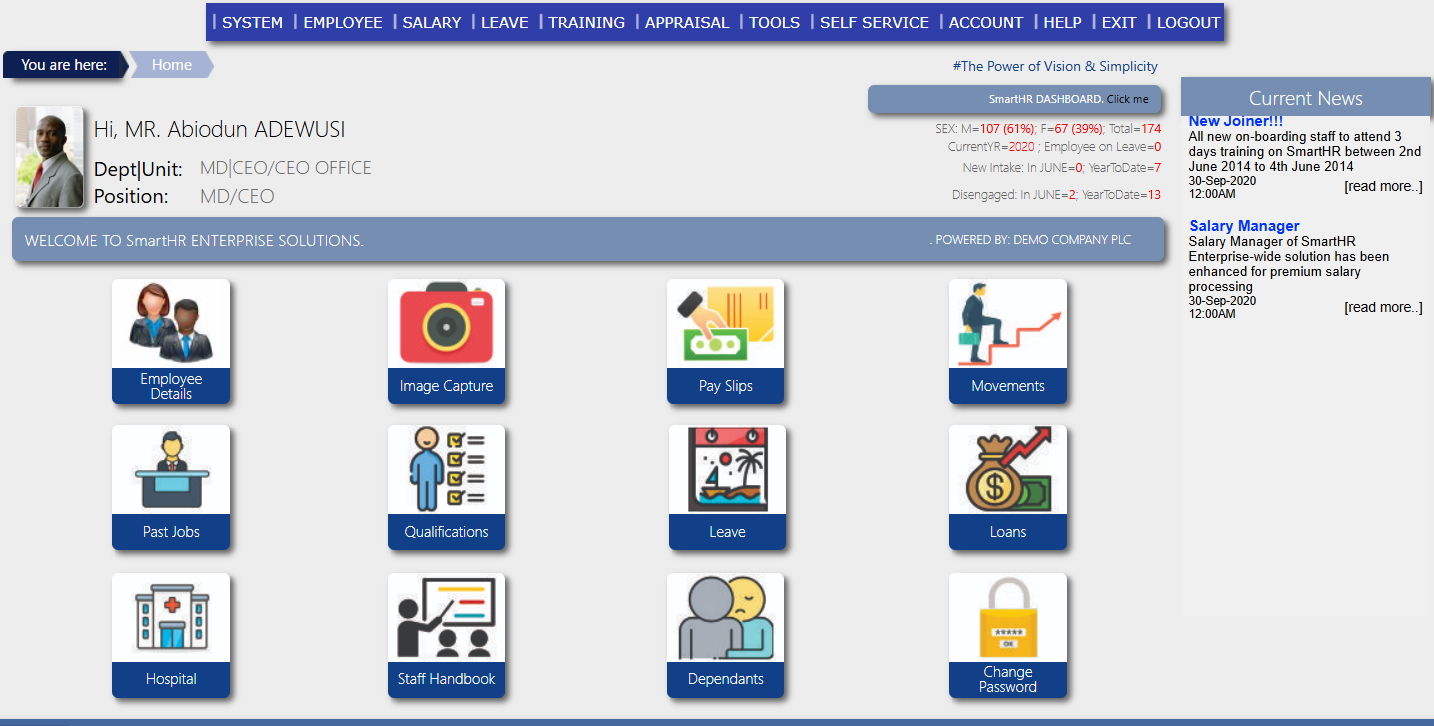 SYSTEM EMPLOYEE SALARY LEAVE TRAINING APPRAISAL TOOLS SELF SERVICE ACCOUNT HELP EXIT LOGOUT
You are here: Home
#The Power of Vision & Simplicity
SmartHR DASHBOARD. Click me
Hi, MR. Abiodun ADEWUSI
Dept|Unit: MD|CEO/CEO OFFICE
Position: MD/CEO
SEX: M=107 (61%); F=67 (39%); Total=174
CurrentYR=2020 ; Employee on Leave=0
New Intake: In JUNE=0; YearToDate=7
Disengaged: In JUNE=2; YearToDate=13
WELCOME TO SmartHR ENTERPRISE SOLUTIONS.
. POWERED BY: DEMO COMPANY PLC
Employee
Details
Image Capture
Pay Slips
Movements
Past Jobs
Qualifications
Leave
Loans
Hospital
Staff Handbook
Dependants
*****
OK
Change
Password
Current News
New Joiner!!!
All new on-boarding staff to attend 3
days training on SmartHR between 2nd
June 2014 to 4th June 2014
30-Sep-2020
12:00AM
[read more..]
Salary Manager
Salary Manager of SmartHR
Enterprise-wide solution has been
enhanced for premium salary
processing
30-Sep-2020
12:00AM
[read more..]